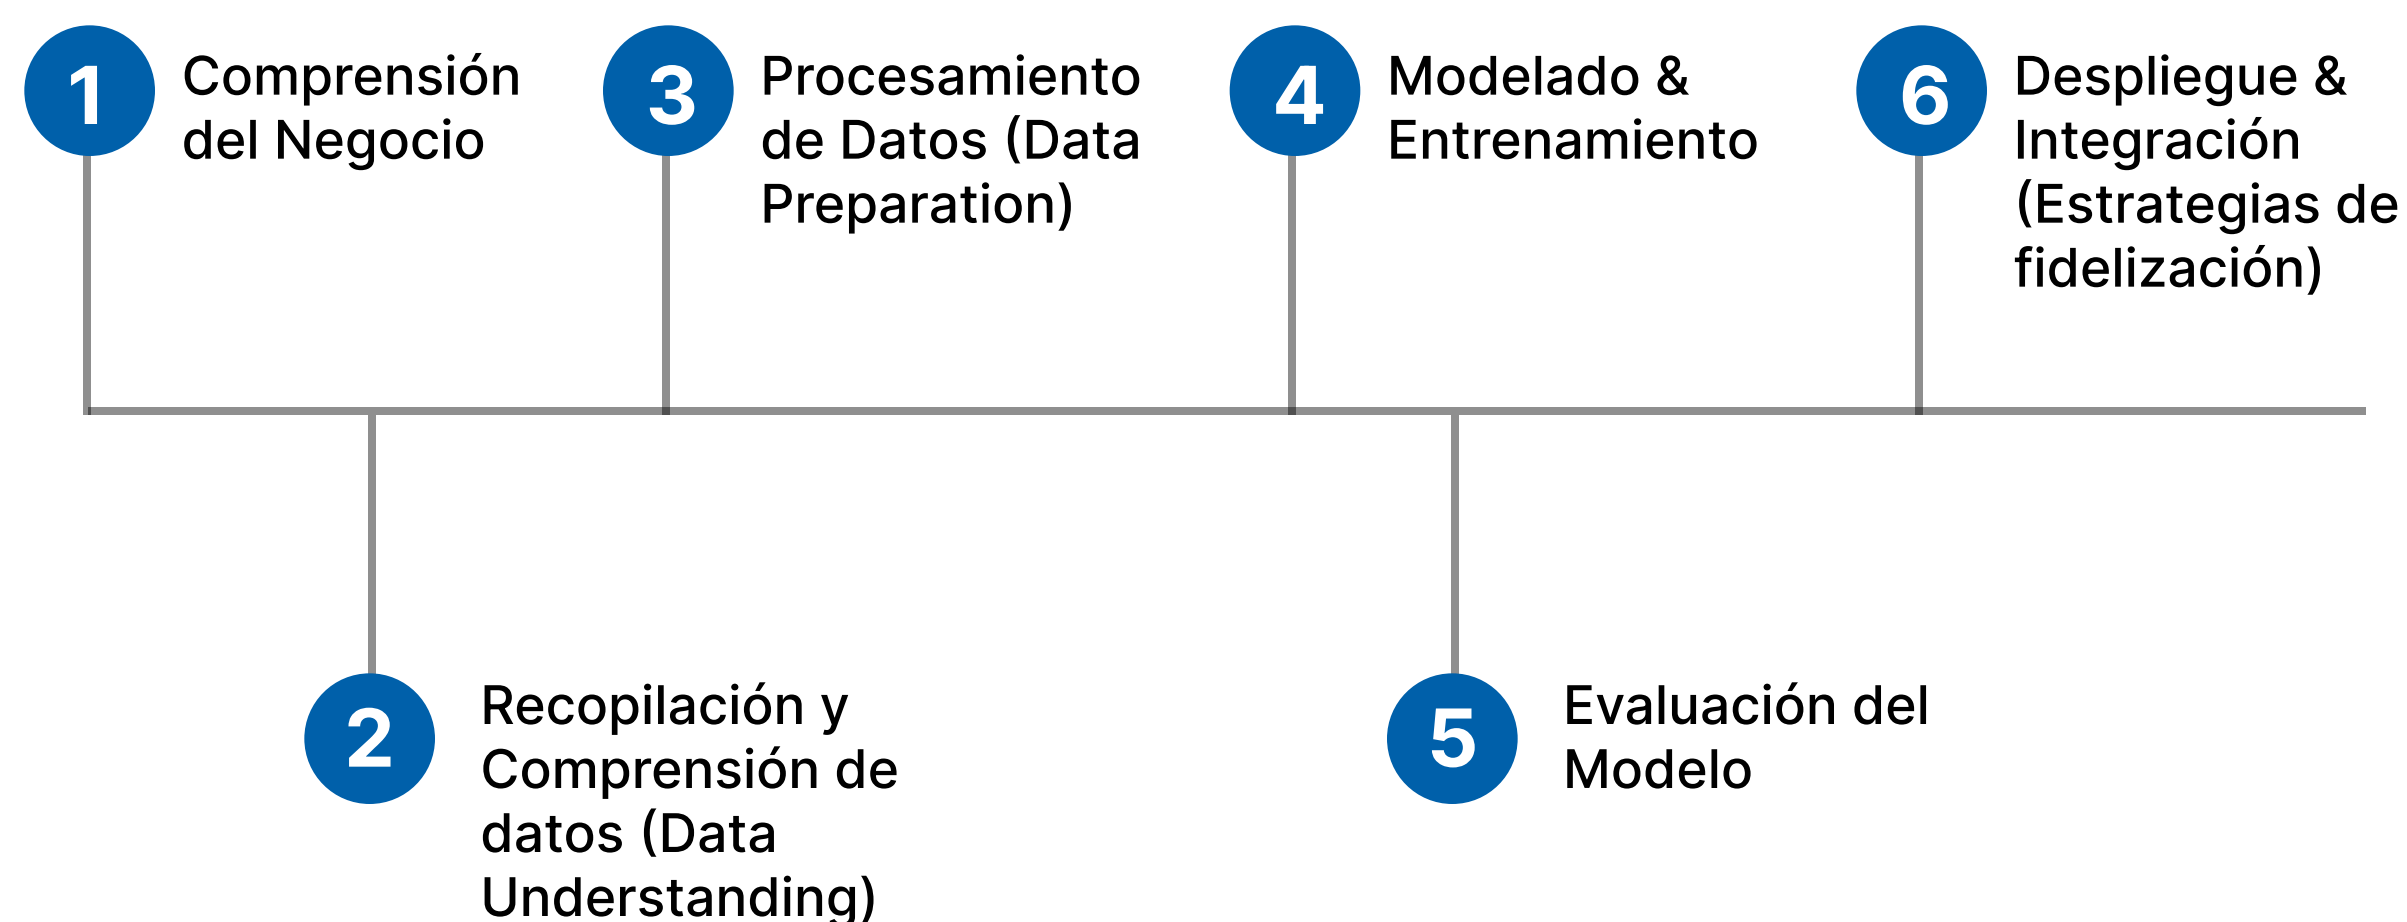 1
Comprensión
del Negocio
2
Recopilación y
Comprensión de
datos (Data
Understanding)
3
Procesamiento
de Datos (Data
Preparation)
4
Modelado &
Entrenamiento
5
Evaluación del
Modelo
6
Despliegue &
Integración
(Estrategias de
fidelización)